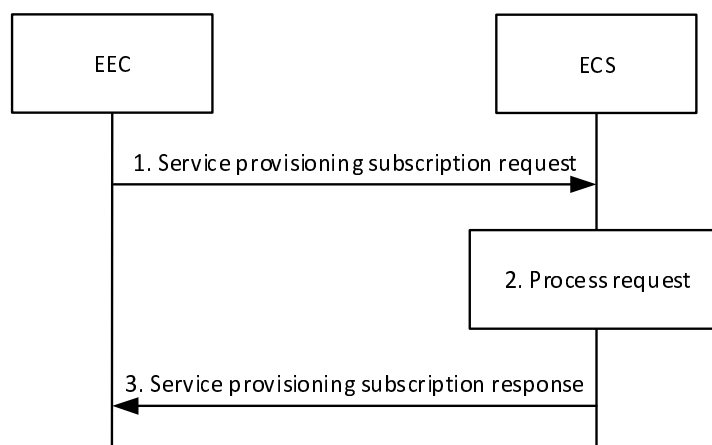 EEC
ECS
1. Service provisioning subscription request
2. Process request
3. Service provisioning subscription response